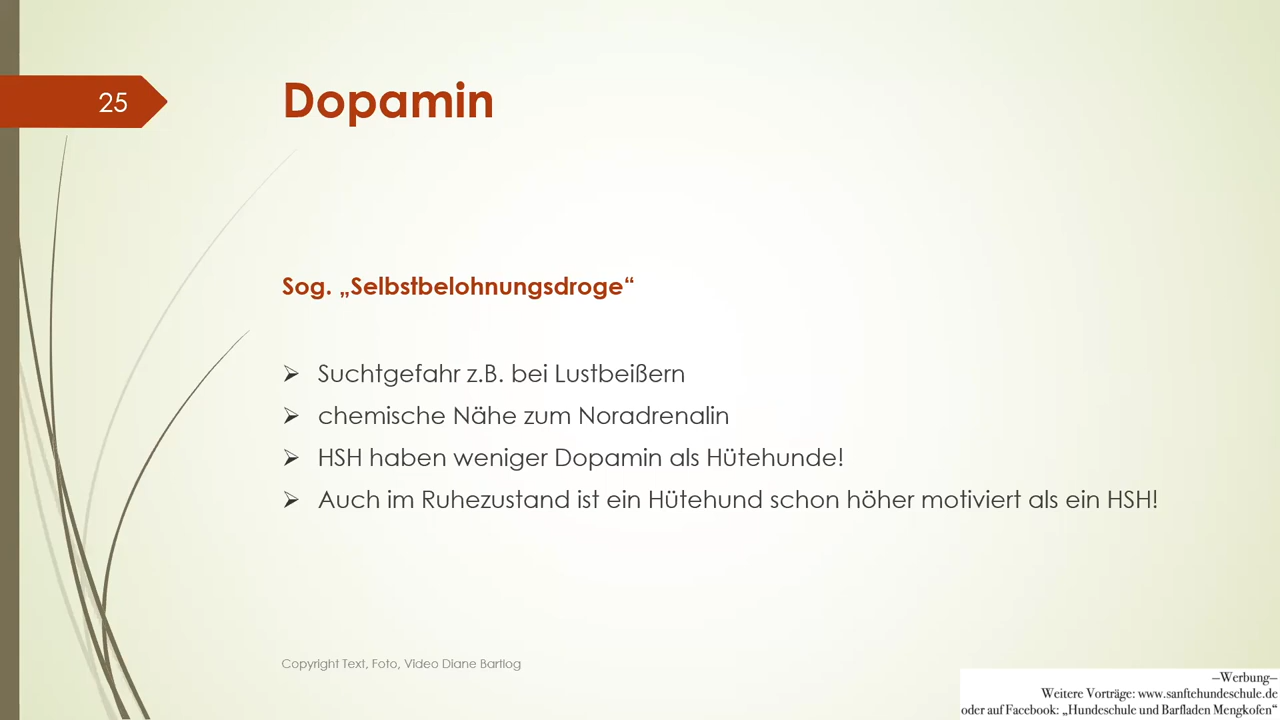 25
Dopamin
Sog. „Selbstbelohnungsdroge“
➢ Suchtgefahr z.B. bei Lustbeißern
➢ chemische Nähe zum Noradrenalin
➢ HSH haben weniger Dopamin als Hütehunde!
➢ Auch im Ruhezustand ist ein Hütehund schon höher motiviert als ein HSH!
Copyright Text, Foto, Video Diane Bartlog
—Werbung—
Weitere Vorträge: www.sanftehundeschule.de
oder auf Facebook: „Hundeschule und Barfladen Mengkofen“